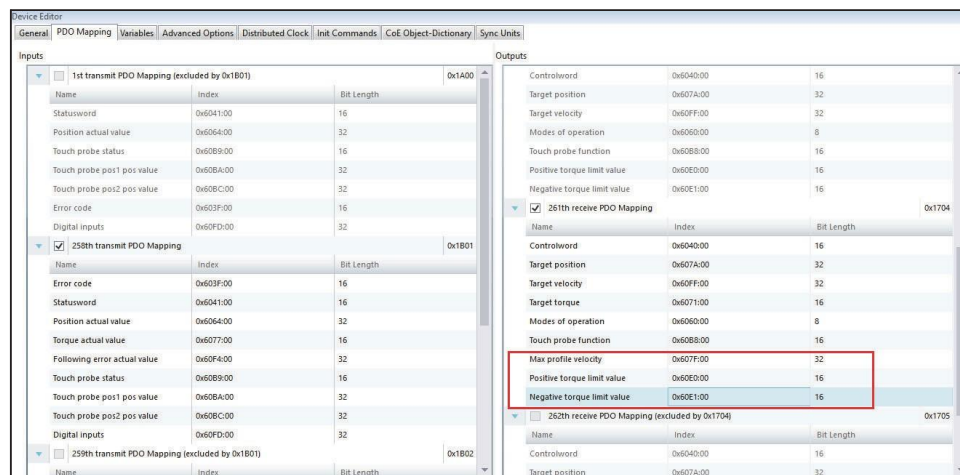 Device Editor
General PDO Mapping Variables Advanced Options Distributed Clock Init Commands CoE Object-Dictionary Sync Units
Inputs
1st transmit PDO Mapping (excluded by 0x1B01) 0x1A00
Name Index Bit Length
Statusword 0x6041:00 16
Position actual value 0x6064:00 32
Touch probe status 0x60B9:00 16
Touch probe pos1 pos value 0x60BA:00 32
Touch probe pos2 pos value 0x60BC:00 32
Error code 0x603F:00 16
Digital inputs 0x60FD:00 32
258th transmit PDO Mapping 0x1B01
Name Index Bit Length
Error code 0x603F:00 16
Statusword 0x6041:00 16
Position actual value 0x6064:00 32
Torque actual value 0x6077:00 16
Following error actual value 0x60F4:00 32
Touch probe status 0x60B9:00 16
Touch probe pos1 pos value 0x60BA:00 32
Touch probe pos2 pos value 0x60BC:00 32
Digital inputs 0x60FD:00 32
259th transmit PDO Mapping (excluded by 0x1B01) 0x1B02
Name Index Bit Length
Outputs
Controlword 0x6040:00 16
Target position 0x607A:00 32
Target velocity 0x60FF:00 32
Modes of operation 0x6060:00 8
Touch probe function 0x60B8:00 16
Positive torque limit value 0x60E0:00 16
Negative torque limit value 0x60E1:00 16
261th receive PDO Mapping 0x1704
Name Index Bit Length
Controlword 0x6040:00 16
Target position 0x607A:00 32
Target velocity 0x60FF:00 32
Target torque 0x6071:00 16
Modes of operation 0x6060:00 8
Touch probe function 0x60B8:00 16
Max profile velocity 0x607F:00 32
Positive torque limit value 0x60E0:00 16
Negative torque limit value 0x60E1:00 16
262th receive PDO Mapping (excluded by 0x1704) 0x1705
Name Index Bit Length
Controlword 0x6040:00 16
Target position 0x607A:00 32